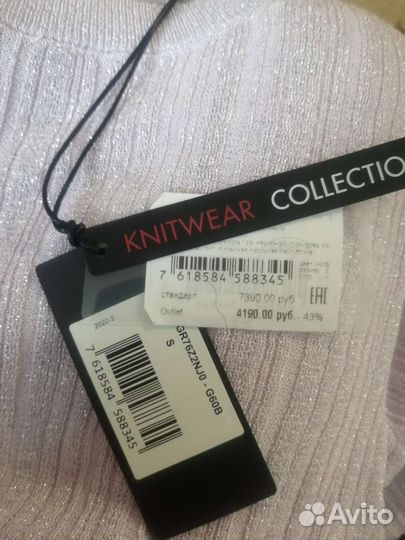 KNITWEAR COLLECTIO
7 618584 588345
стандарт 7390.00 руб.
Outlet 4190.00 руб.- 43%
EAC
2020-2
GR76Z2NJ0 - G60B
S
7 618584 588345
Avito